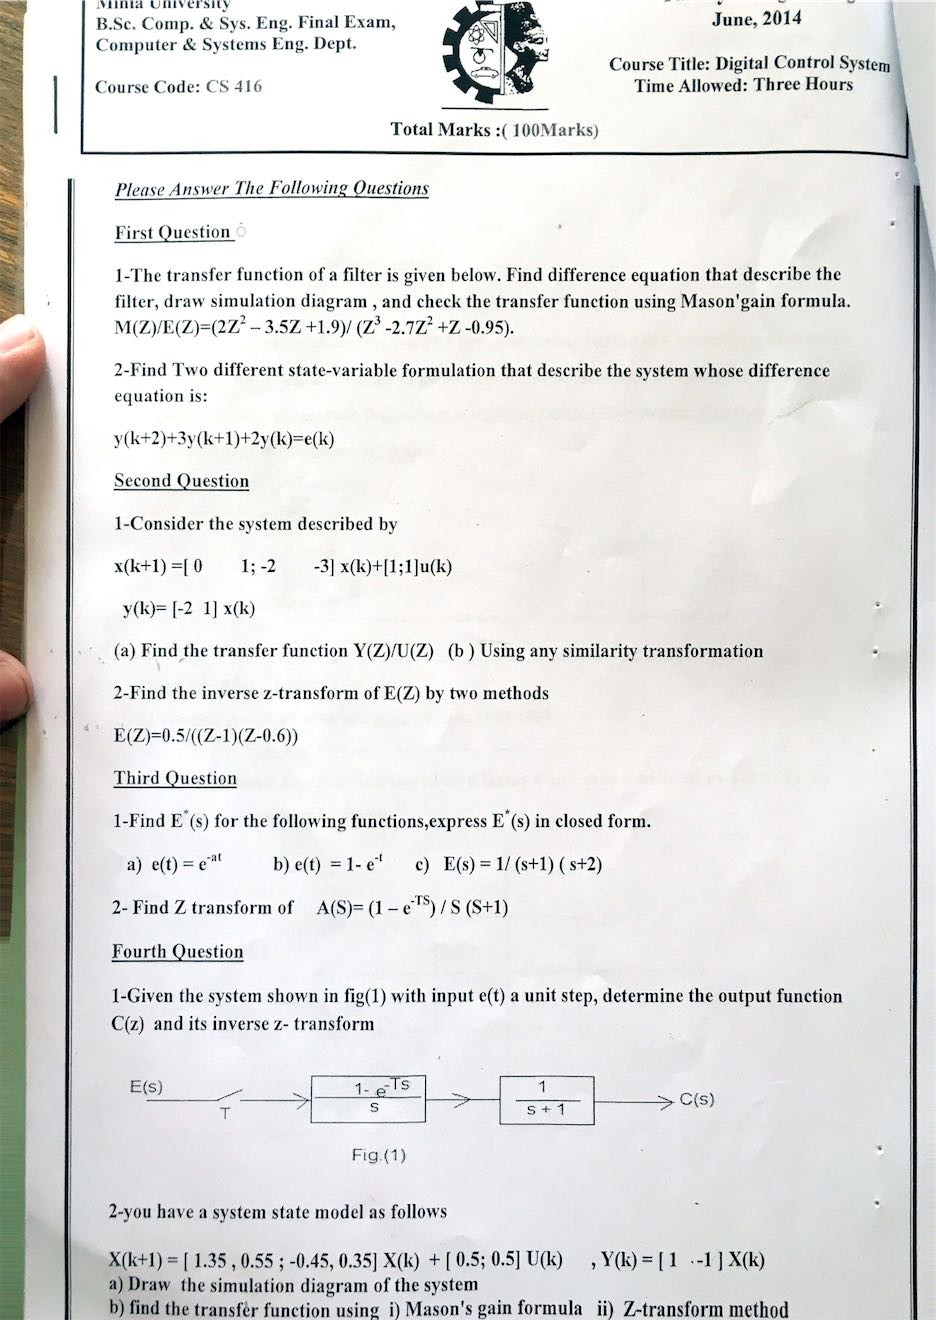 Minia University
B.Sc. Comp. & Sys. Eng. Final Exam,
Computer & Systems Eng. Dept.
Course Code: CS 416
June, 2014
Course Title: Digital Control System
Time Allowed: Three Hours
Total Marks :( 100Marks)
Please Answer The Following Questions
First Question
1-The transfer function of a filter is given below. Find difference equation that describe the
filter, draw simulation diagram , and check the transfer function using Mason'gain formula.
M(Z)/E(Z)=(2Z² – 3.5Z +1.9)/ (Z³ -2.7Z² +Z -0.95).
2-Find Two different state-variable formulation that describe the system whose difference
equation is:
y(k+2)+3y(k+1)+2y(k)=e(k)
Second Question
1-Consider the system described by
x(k+1) =[ 0 1; -2 -3] x(k)+[1;1]u(k)
y(k)= [-2 1] x(k)
(a) Find the transfer function Y(Z)/U(Z) (b ) Using any similarity transformation
2-Find the inverse z-transform of E(Z) by two methods
E(Z)=0.5/((Z-1)(Z-0.6))
Third Question
1-Find E*(s) for the following functions,express E*(s) in closed form.
a) e(t) = e^-at b) e(t) = 1- e^-t c) E(s) = 1/ (s+1) ( s+2)
2- Find Z transform of A(S)= (1 – e^-TS) / S (S+1)
Fourth Question
1-Given the system shown in fig(1) with input e(t) a unit step, determine the output function
C(z) and its inverse z- transform
E(s)
T
1- e^-Ts
s
1
s + 1
C(s)
Fig.(1)
2-you have a system state model as follows
X(k+1) = [ 1.35 , 0.55 ; -0.45, 0.35] X(k) + [ 0.5; 0.5] U(k) , Y(k) = [ 1 -1 ] X(k)
a) Draw the simulation diagram of the system
b) find the transfer function using i) Mason's gain formula ii) Z-transform method